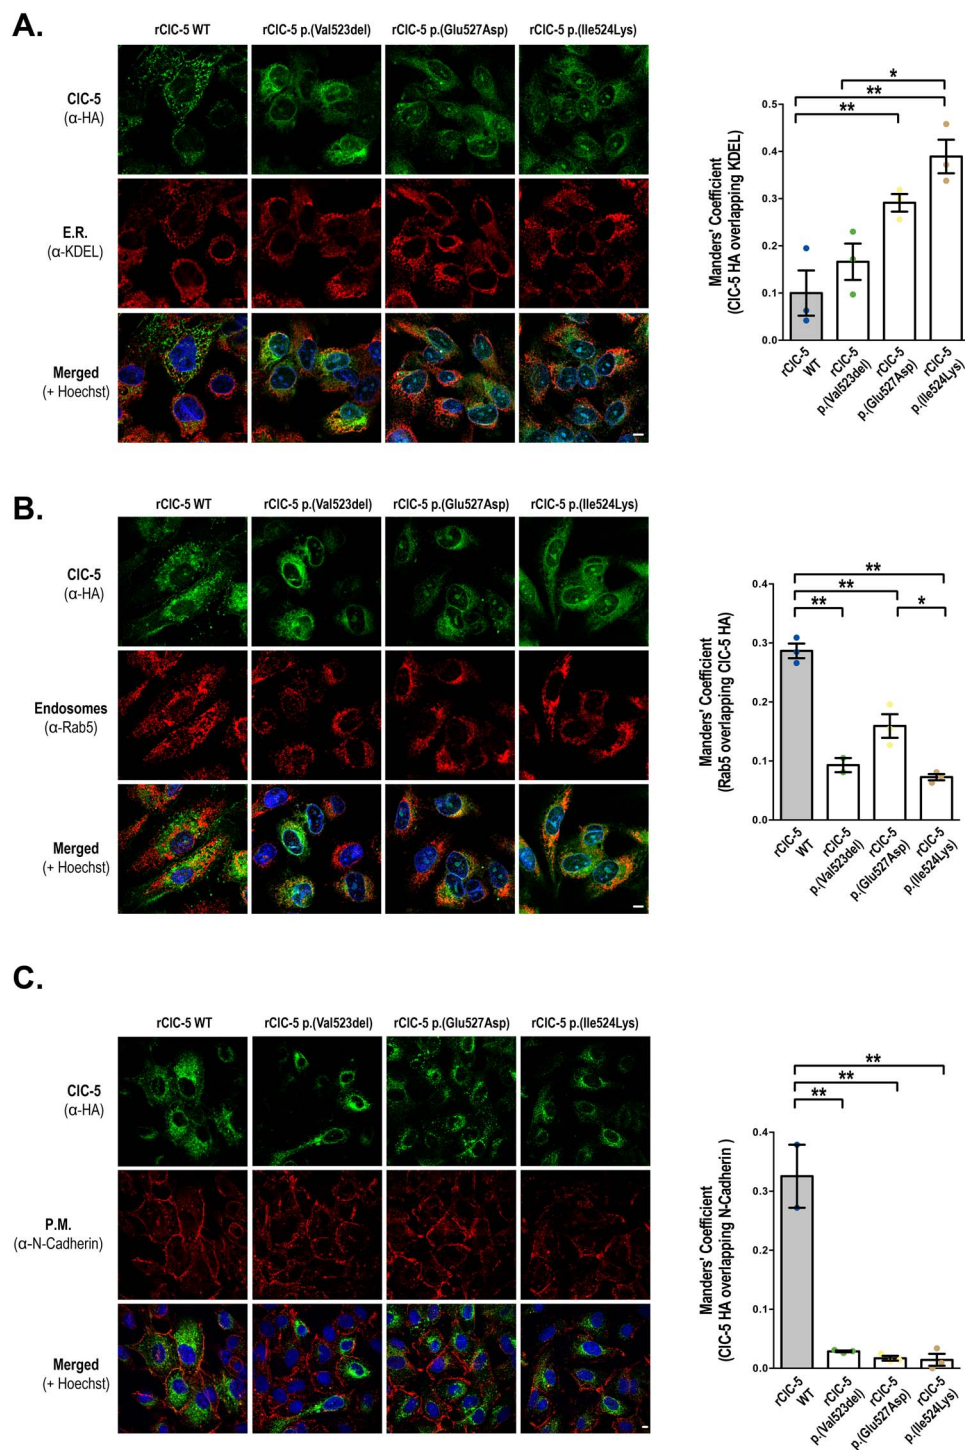 A.
rClC-5 WT
rClC-5 p.(Val523del)
rClC-5 p.(Glu527Asp)
rClC-5 p.(Ile524Lys)
ClC-5
(α-HA)
E.R.
(α-KDEL)
Merged
(+ Hoechst)
Manders' Coefficient
(ClC-5 HA overlapping KDEL)
*
**
**
0.5
0.4
0.3
0.2
0.1
0.0
rClC-5
WT
rClC-5
p.(Val523del)
rClC-5
p.(Glu527Asp)
rClC-5
p.(Ile524Lys)
B.
rClC-5 WT
rClC-5 p.(Val523del)
rClC-5 p.(Glu527Asp)
rClC-5 p.(Ile524Lys)
ClC-5
(α-HA)
Endosomes
(α-Rab5)
Merged
(+ Hoechst)
Manders' Coefficient
(Rab5 overlapping ClC-5 HA)
**
**
**
*
0.4
0.3
0.2
0.1
0.0
rClC-5
WT
rClC-5
p.(Val523del)
rClC-5
p.(Glu527Asp)
rClC-5
p.(Ile524Lys)
C.
rClC-5 WT
rClC-5 p.(Val523del)
rClC-5 p.(Glu527Asp)
rClC-5 p.(Ile524Lys)
ClC-5
(α-HA)
P.M.
(α-N-Cadherin)
Merged
(+ Hoechst)
Manders' Coefficient
(ClC-5 HA overlapping N-Cadherin )
**
**
**
0.4
0.3
0.2
0.1
0.0
rClC-5
WT
rClC-5
p.(Val523del)
rClC-5
p.(Glu527Asp)
rClC-5
p.(Ile524Lys)